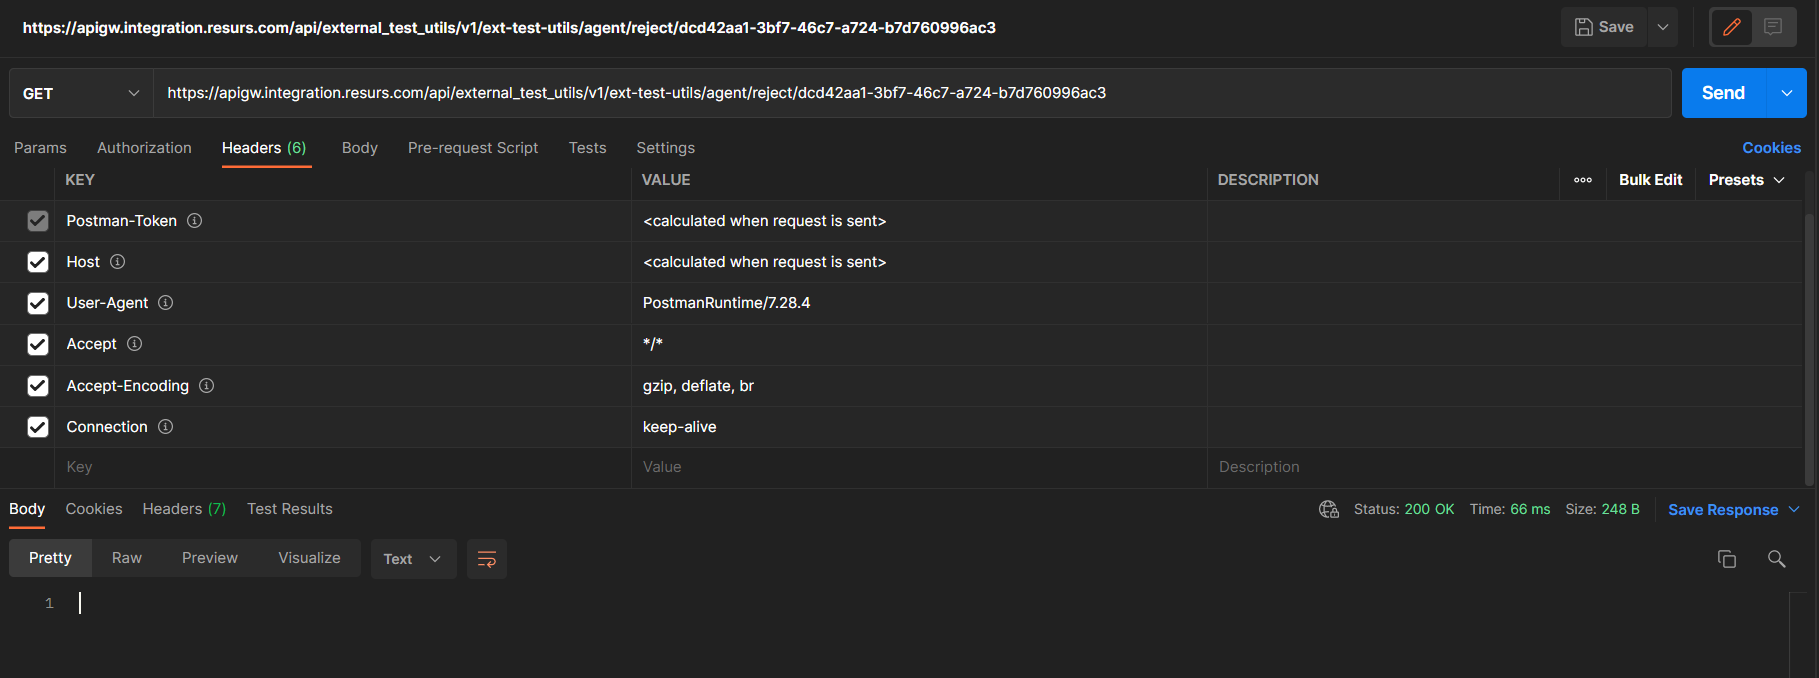 https://apigw.integration.resurs.com/api/external_test_utils/v1/ext-test-utils/agent/reject/dcd42aa1-3bf7-46c7-a724-b7d760996ac3 Save
GET https://apigw.integration.resurs.com/api/external_test_utils/v1/ext-test-utils/agent/reject/dcd42aa1-3bf7-46c7-a724-b7d760996ac3 Send
Params Authorization Headers (6) Body Pre-request Script Tests Settings Cookies
KEY VALUE DESCRIPTION Bulk Edit Presets
Postman-Token <calculated when request is sent>
Host <calculated when request is sent>
User-Agent PostmanRuntime/7.28.4
Accept */*
Accept-Encoding gzip, deflate, br
Connection keep-alive
Key Value Description
Body Cookies Headers (7) Test Results Status: 200 OK Time: 66 ms Size: 248 B Save Response
Pretty Raw Preview Visualize Text
1